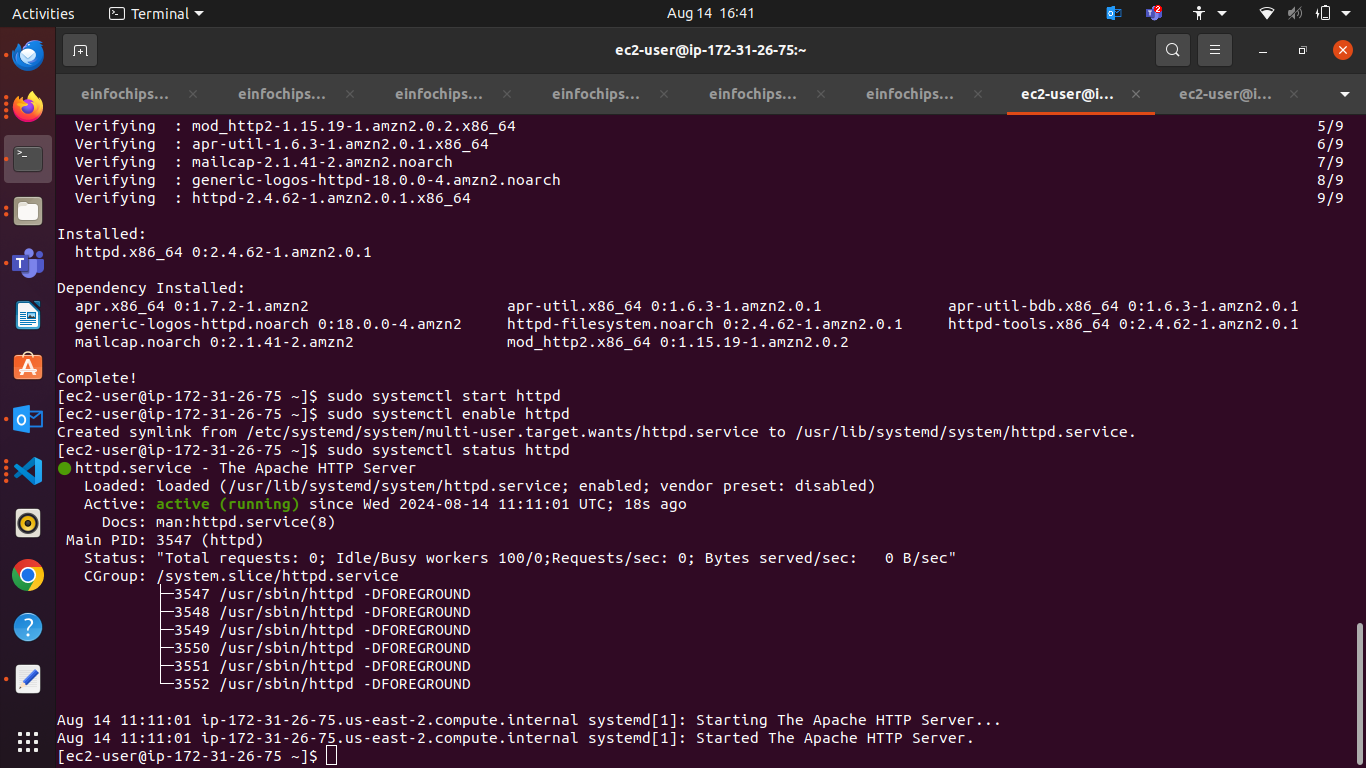 Activities Terminal Aug 14 16:41
ec2-user@ip-172-31-26-75:~
einfochips... einfochips... einfochips... einfochips... einfochips... einfochips... ec2-user@i... ec2-user@i...
Verifying : mod_http2-1.15.19-1.amzn2.0.2.x86_64 5/9
Verifying : apr-util-1.6.3-1.amzn2.0.1.x86_64 6/9
Verifying : mailcap-2.1.41-2.amzn2.noarch 7/9
Verifying : generic-logos-httpd-18.0.0-4.amzn2.noarch 8/9
Verifying : httpd-2.4.62-1.amzn2.0.1.x86_64 9/9
Installed:
httpd.x86_64 0:2.4.62-1.amzn2.0.1
Dependency Installed:
apr.x86_64 0:1.7.2-1.amzn2 apr-util.x86_64 0:1.6.3-1.amzn2.0.1 apr-util-bdb.x86_64 0:1.6.3-1.amzn2.0.1
generic-logos-httpd.noarch 0:18.0.0-4.amzn2 httpd-filesystem.noarch 0:2.4.62-1.amzn2.0.1 httpd-tools.x86_64 0:2.4.62-1.amzn2.0.1
mailcap.noarch 0:2.1.41-2.amzn2 mod_http2.x86_64 0:1.15.19-1.amzn2.0.2
Complete!
[ec2-user@ip-172-31-26-75 ~]$ sudo systemctl start httpd
[ec2-user@ip-172-31-26-75 ~]$ sudo systemctl enable httpd
Created symlink from /etc/systemd/system/multi-user.target.wants/httpd.service to /usr/lib/systemd/system/httpd.service.
[ec2-user@ip-172-31-26-75 ~]$ sudo systemctl status httpd
● httpd.service - The Apache HTTP Server
Loaded: loaded (/usr/lib/systemd/system/httpd.service; enabled; vendor preset: disabled)
Active: active (running) since Wed 2024-08-14 11:11:01 UTC; 18s ago
Docs: man:httpd.service(8)
Main PID: 3547 (httpd)
Status: "Total requests: 0; Idle/Busy workers 100/0;Requests/sec: 0; Bytes served/sec:   0 B/sec"
CGroup: /system.slice/httpd.service
├─3547 /usr/sbin/httpd -DFOREGROUND
├─3548 /usr/sbin/httpd -DFOREGROUND
├─3549 /usr/sbin/httpd -DFOREGROUND
├─3550 /usr/sbin/httpd -DFOREGROUND
├─3551 /usr/sbin/httpd -DFOREGROUND
└─3552 /usr/sbin/httpd -DFOREGROUND
Aug 14 11:11:01 ip-172-31-26-75.us-east-2.compute.internal systemd[1]: Starting The Apache HTTP Server...
Aug 14 11:11:01 ip-172-31-26-75.us-east-2.compute.internal systemd[1]: Started The Apache HTTP Server.
[ec2-user@ip-172-31-26-75 ~]$